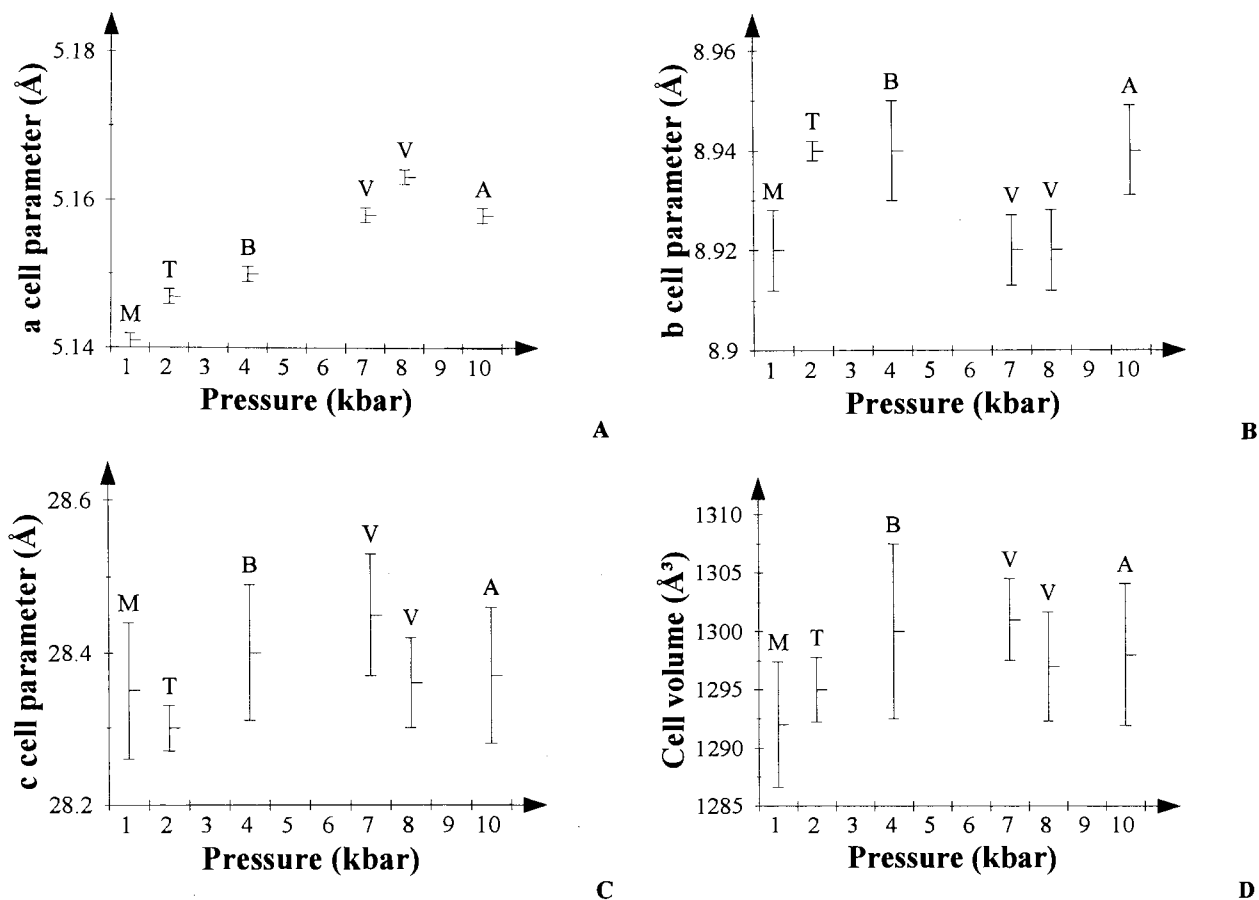 5.18
5.16
5.14
a cell parameter (Å)
M
T
B
V
V
A
1 2 3 4 5 6 7 8 9 10
Pressure (kbar)
A
8.96
8.94
8.92
8.9
b cell parameter (Å)
M
T
B
V
V
A
1 2 3 4 5 6 7 8 9 10
Pressure (kbar)
B
28.6
28.4
28.2
c cell parameter (Å)
M
T
B
V
V
A
1 2 3 4 5 6 7 8 9 10
Pressure (kbar)
C
1310
1305
1300
1295
1290
1285
Cell volume (Å³)
M
T
B
V
V
A
1 2 3 4 5 6 7 8 9 10
Pressure (kbar)
D